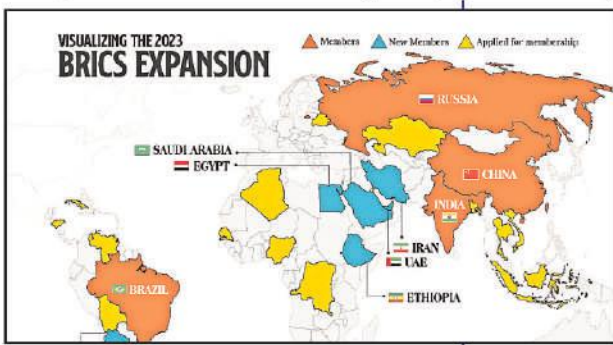 VISUALIZING THE 2023
BRICS EXPANSION
Members
New Members
Applied for membership
RUSSIA
SAUDI ARABIA
EGYPT
CHINA
INDIA
IRAN
UAE
BRAZIL
ETHIOPIA